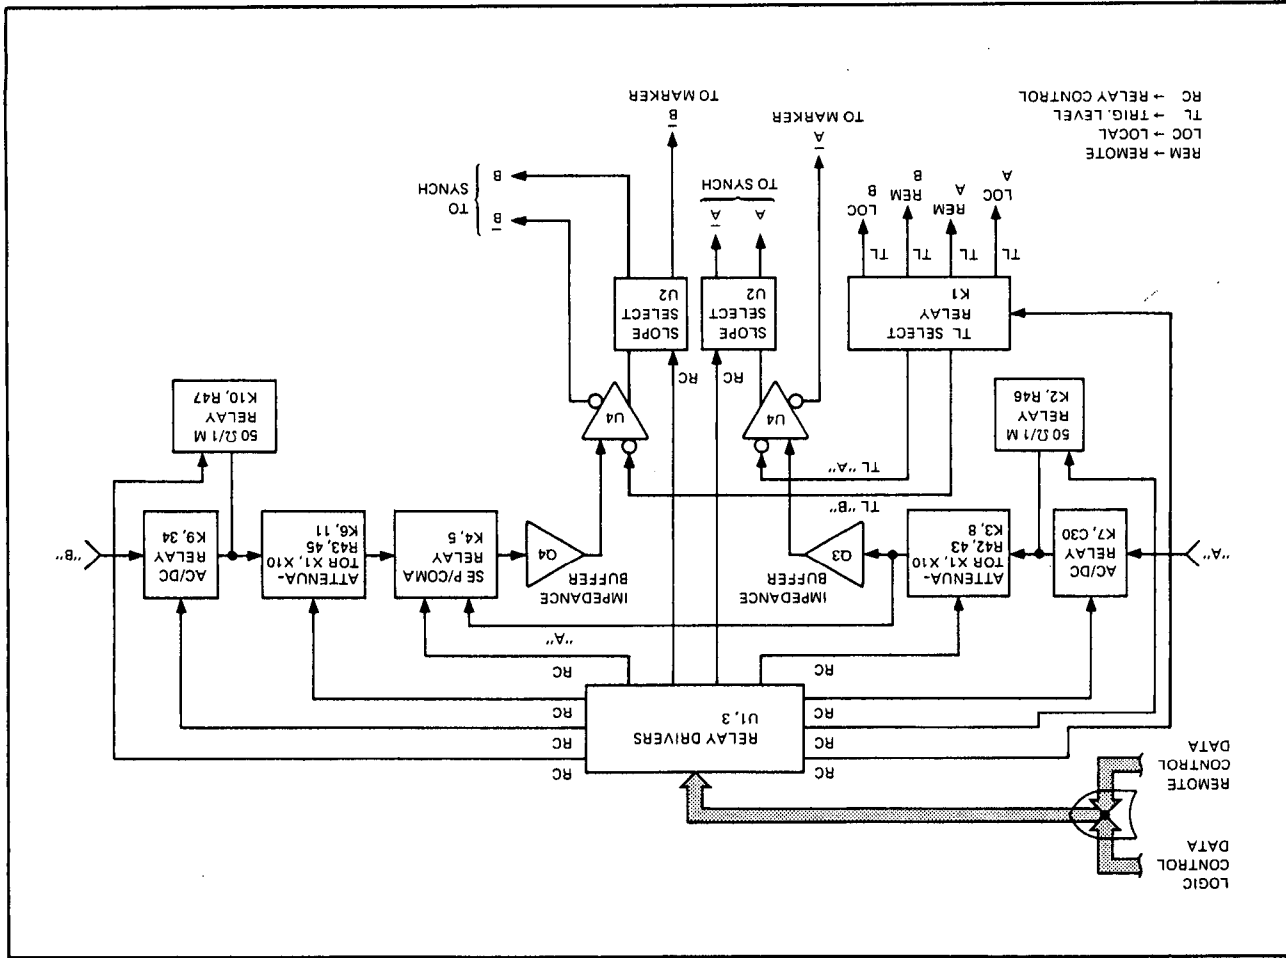 LOGIC
CONTROL
DATA
REMOTE
CONTROL
DATA
RELAY DRIVERS
U1, 3
RC
RC
RC
RC
RC
RC
RC
RC
"A"
"A"
AC/DC
RELAY
K7, C30
ATTENUA-
TOR X1, X10
R42, 43
K3, 8
IMPEDANCE
BUFFER
Q3
IMPEDANCE
BUFFER
Q4
SEP/COMA
RELAY
K4, 5
ATTENUA-
TOR X1, X10
R43, 45
K6, 11
AC/DC
RELAY
K9, 34
"B"
TL "B"
TL "A"
50 Ω/1 M
RELAY
K2, R46
50 Ω/1 M
RELAY
K10, R47
U4
U4
RC
RC
TL SELECT
RELAY
K1
SLOPE
SELECT
U2
SLOPE
SELECT
U2
TL
TL
TL
TL
LOC
A
REM
A
REM
B
LOC
B
A
A̅
TO SYNCH
B̅
B
TO
SYNCH
A̅
TO MARKER
B̅
TO MARKER
REM → REMOTE
LOC → LOCAL
TL → TRIG. LEVEL
RC → RELAY CONTROL